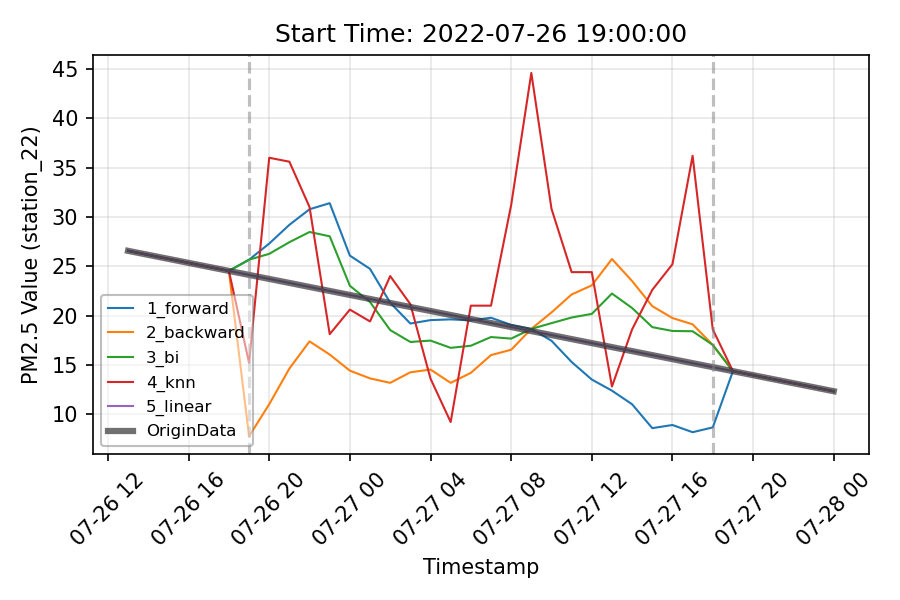 Start Time: 2022-07-26 19:00:00
PM2.5 Value (station_22)
45
40
35
30
25
20
15
10
1_forward
2_backward
3_bi
4_knn
5_linear
OriginData
07-26 12
07-26 16
07-26 20
07-27 00
07-27 04
07-27 08
07-27 12
07-27 16
07-27 20
07-28 00
Timestamp